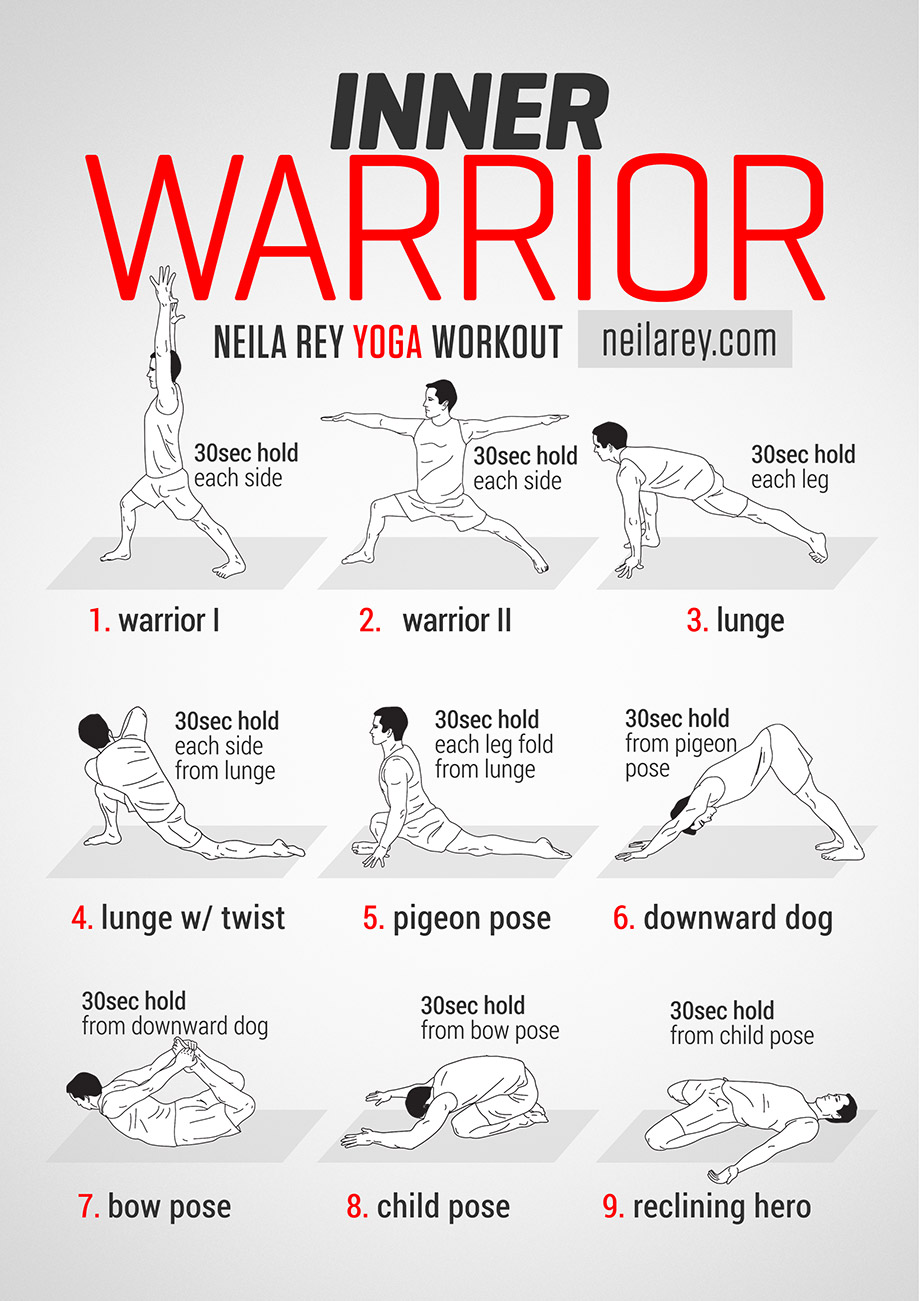 INNER
WARRIOR
NEILA REY YOGA WORKOUT
neilarey.com
30sec hold
each side
1. warrior I
30sec hold
each side
2. warrior II
30sec hold
each leg
3. lunge
30sec hold
each side
from lunge
4. lunge w/ twist
30sec hold
each leg fold
from lunge
5. pigeon pose
30sec hold
from pigeon
pose
6. downward dog
30sec hold
from downward dog
7. bow pose
30sec hold
from bow pose
8. child pose
30sec hold
from child pose
9. reclining hero